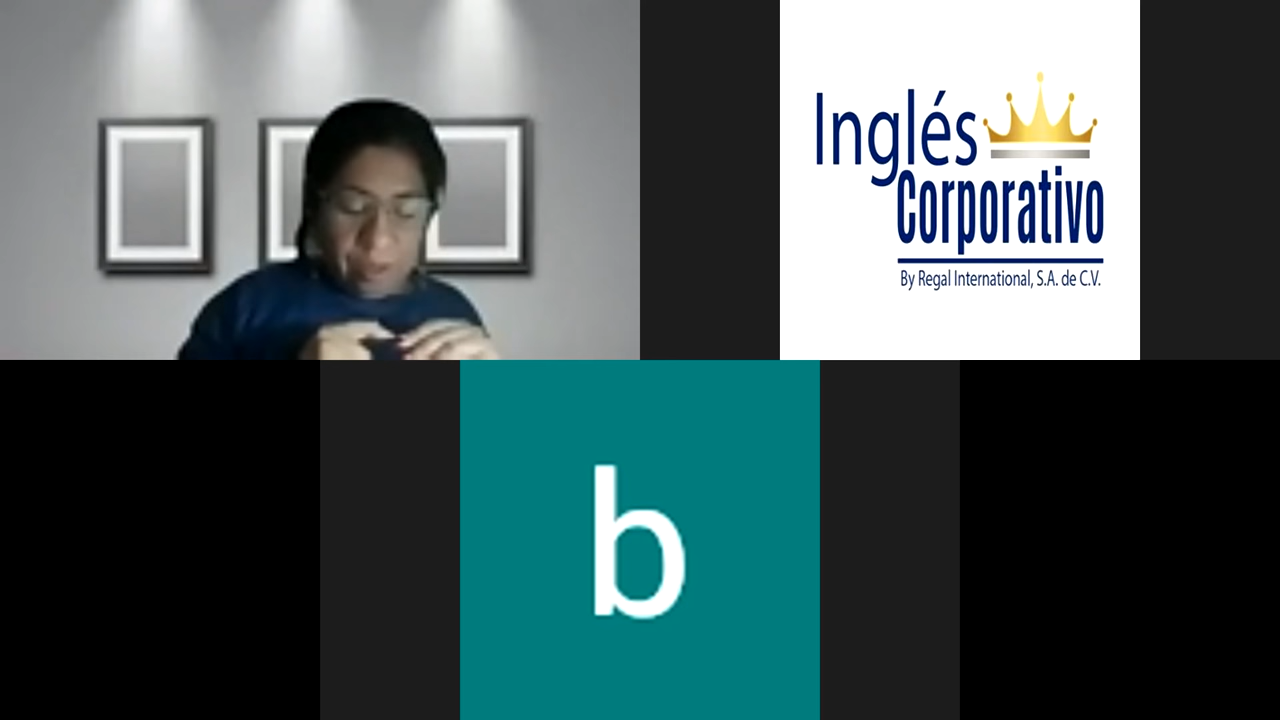 Inglés
Corporativo
By Regal International, S.A. de C.V.
b